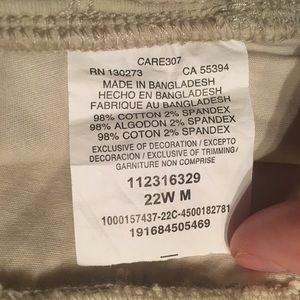 CARE307
RN 130273 CA 55394
MADE IN BANGLADESH
HECHO EN BANGLADESH
FABRIQUE AU BANGLADESH
98% COTTON 2% SPANDEX
98% ALGODON 2% SPANDEX
98% COTON 2% SPANDEX
EXCLUSIVE OF DECORATION / EXCEPTO
DECORACION / EXCLUSIVE OF TRIMMING/
GARNITURE NON COMPRISE
112316329
22W M
1000157437-22C-4500182781
191684505469